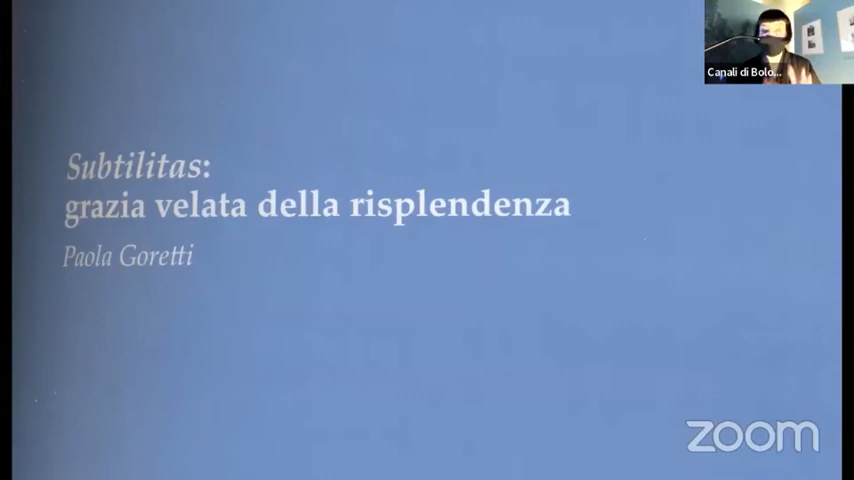 Canali di Bolo...
Subtilitas:
grazia velata della risplendenza
Paola Goretti
zoom